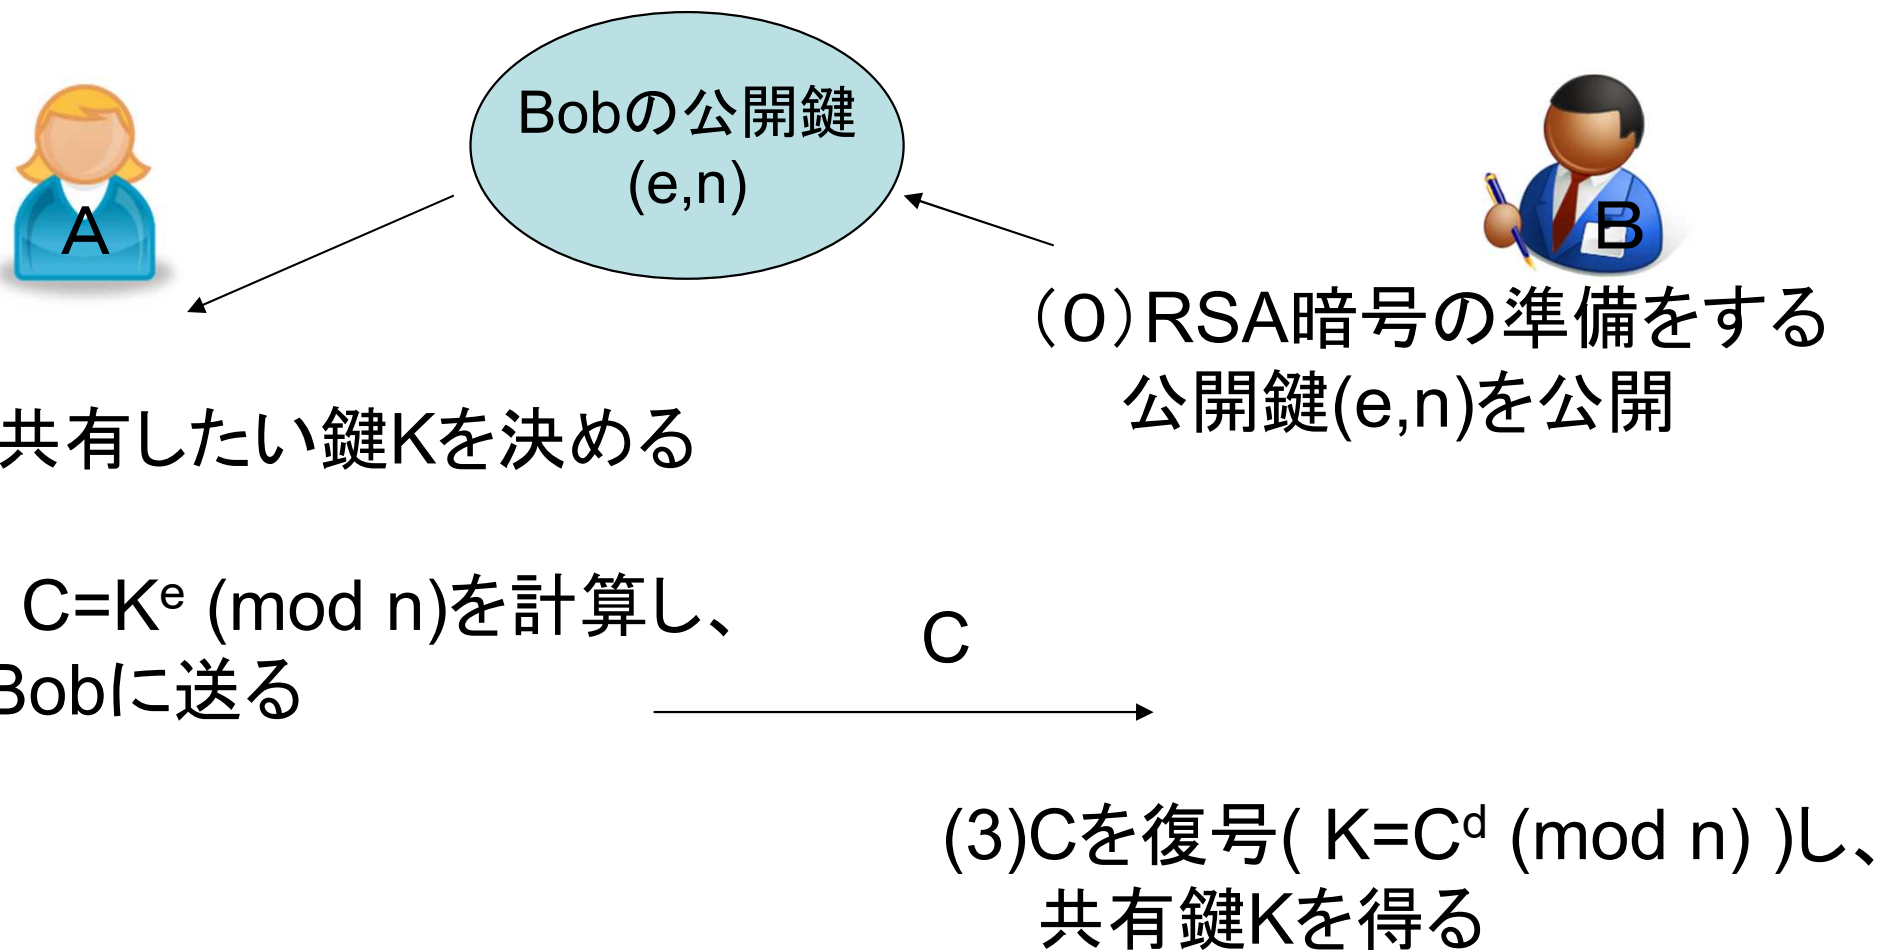 Bobの公開鍵
(e,n)
A
B
(0)RSA暗号の準備をする
公開鍵(e,n)を公開
共有したい鍵Kを決める
C=Kᵉ (mod n)を計算し、
Bobに送る
C
(3)Cを復号( K=Cᵈ (mod n) )し、
共有鍵Kを得る